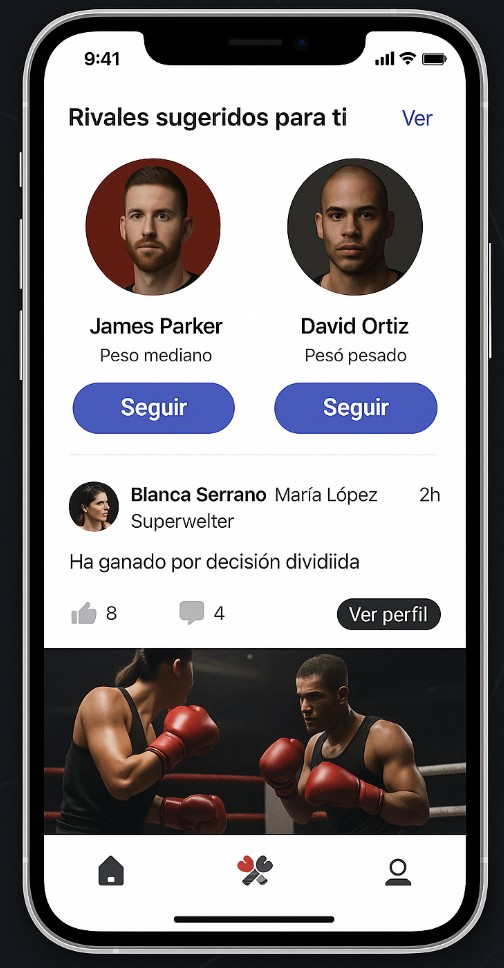 9:41
Rivales sugeridos para ti Ver
James Parker David Ortiz
Peso mediano Pesó pesado
Seguir Seguir
Blanca Serrano María López 2h
Superwelter
Ha ganado por decisión dividiida
8 4 Ver perfil